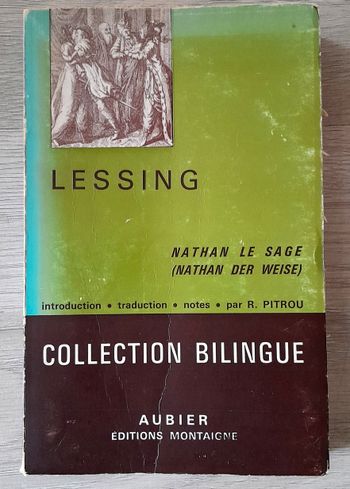 LESSING
NATHAN LE SAGE
(NATHAN DER WEISE)
introduction • traduction • notes • par R. PITROU
COLLECTION BILINGUE
AUBIER
ÉDITIONS MONTAIGNE